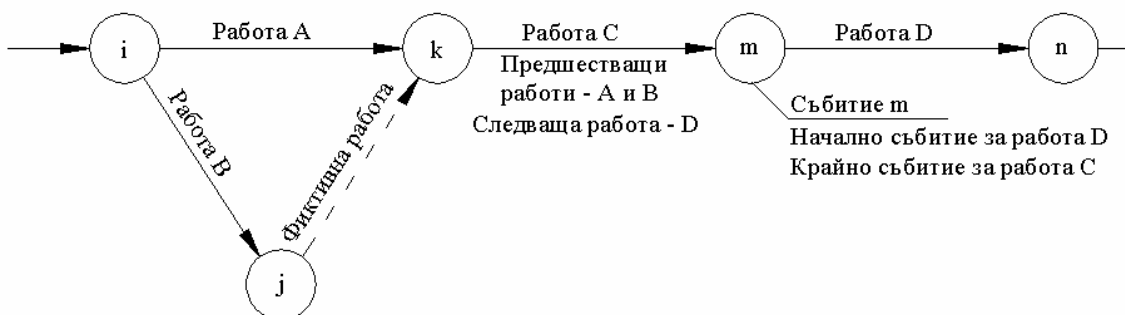 i
Работа A
k
Работа C
m
Работа D
n
Предшестващи
работи - A и B
Следваща работа - D
Събитие m
Начално събитие за работа D
Крайно събитие за работа C
Работа B
Фиктивна работа
j